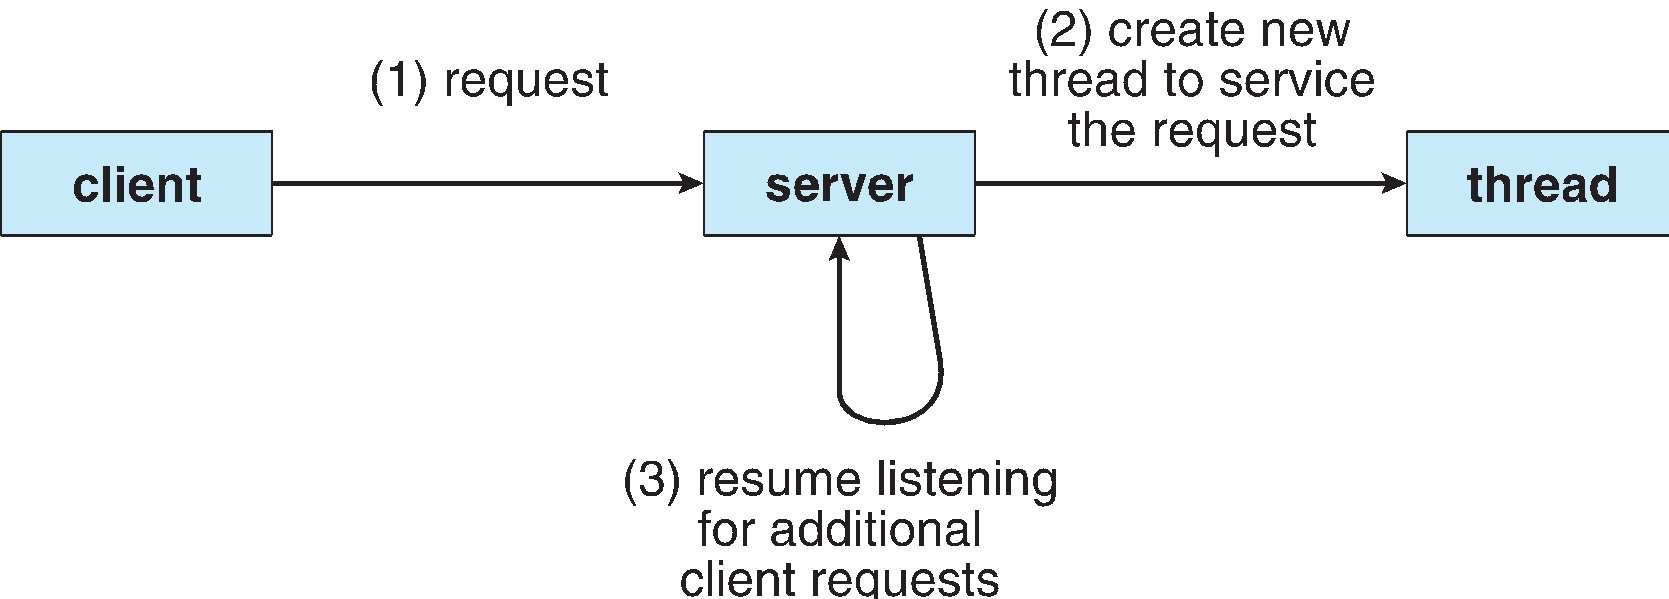 (1) request
(2) create new
thread to service
the request
client
server
thread
(3) resume listening
for additional
client requests